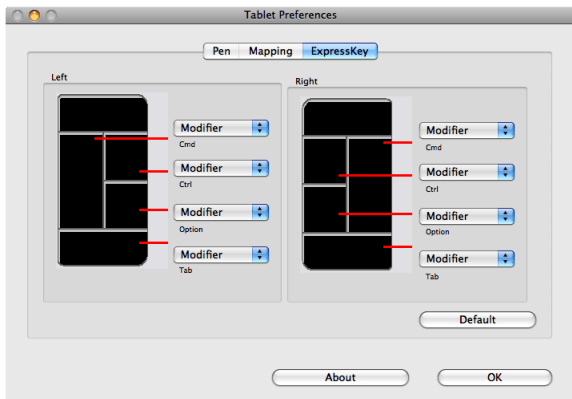 Tablet Preferences
Pen Mapping ExpressKey
Left
Modifier
Cmd
Modifier
Ctrl
Modifier
Option
Modifier
Tab
Right
Modifier
Cmd
Modifier
Ctrl
Modifier
Option
Modifier
Tab
Default
About OK